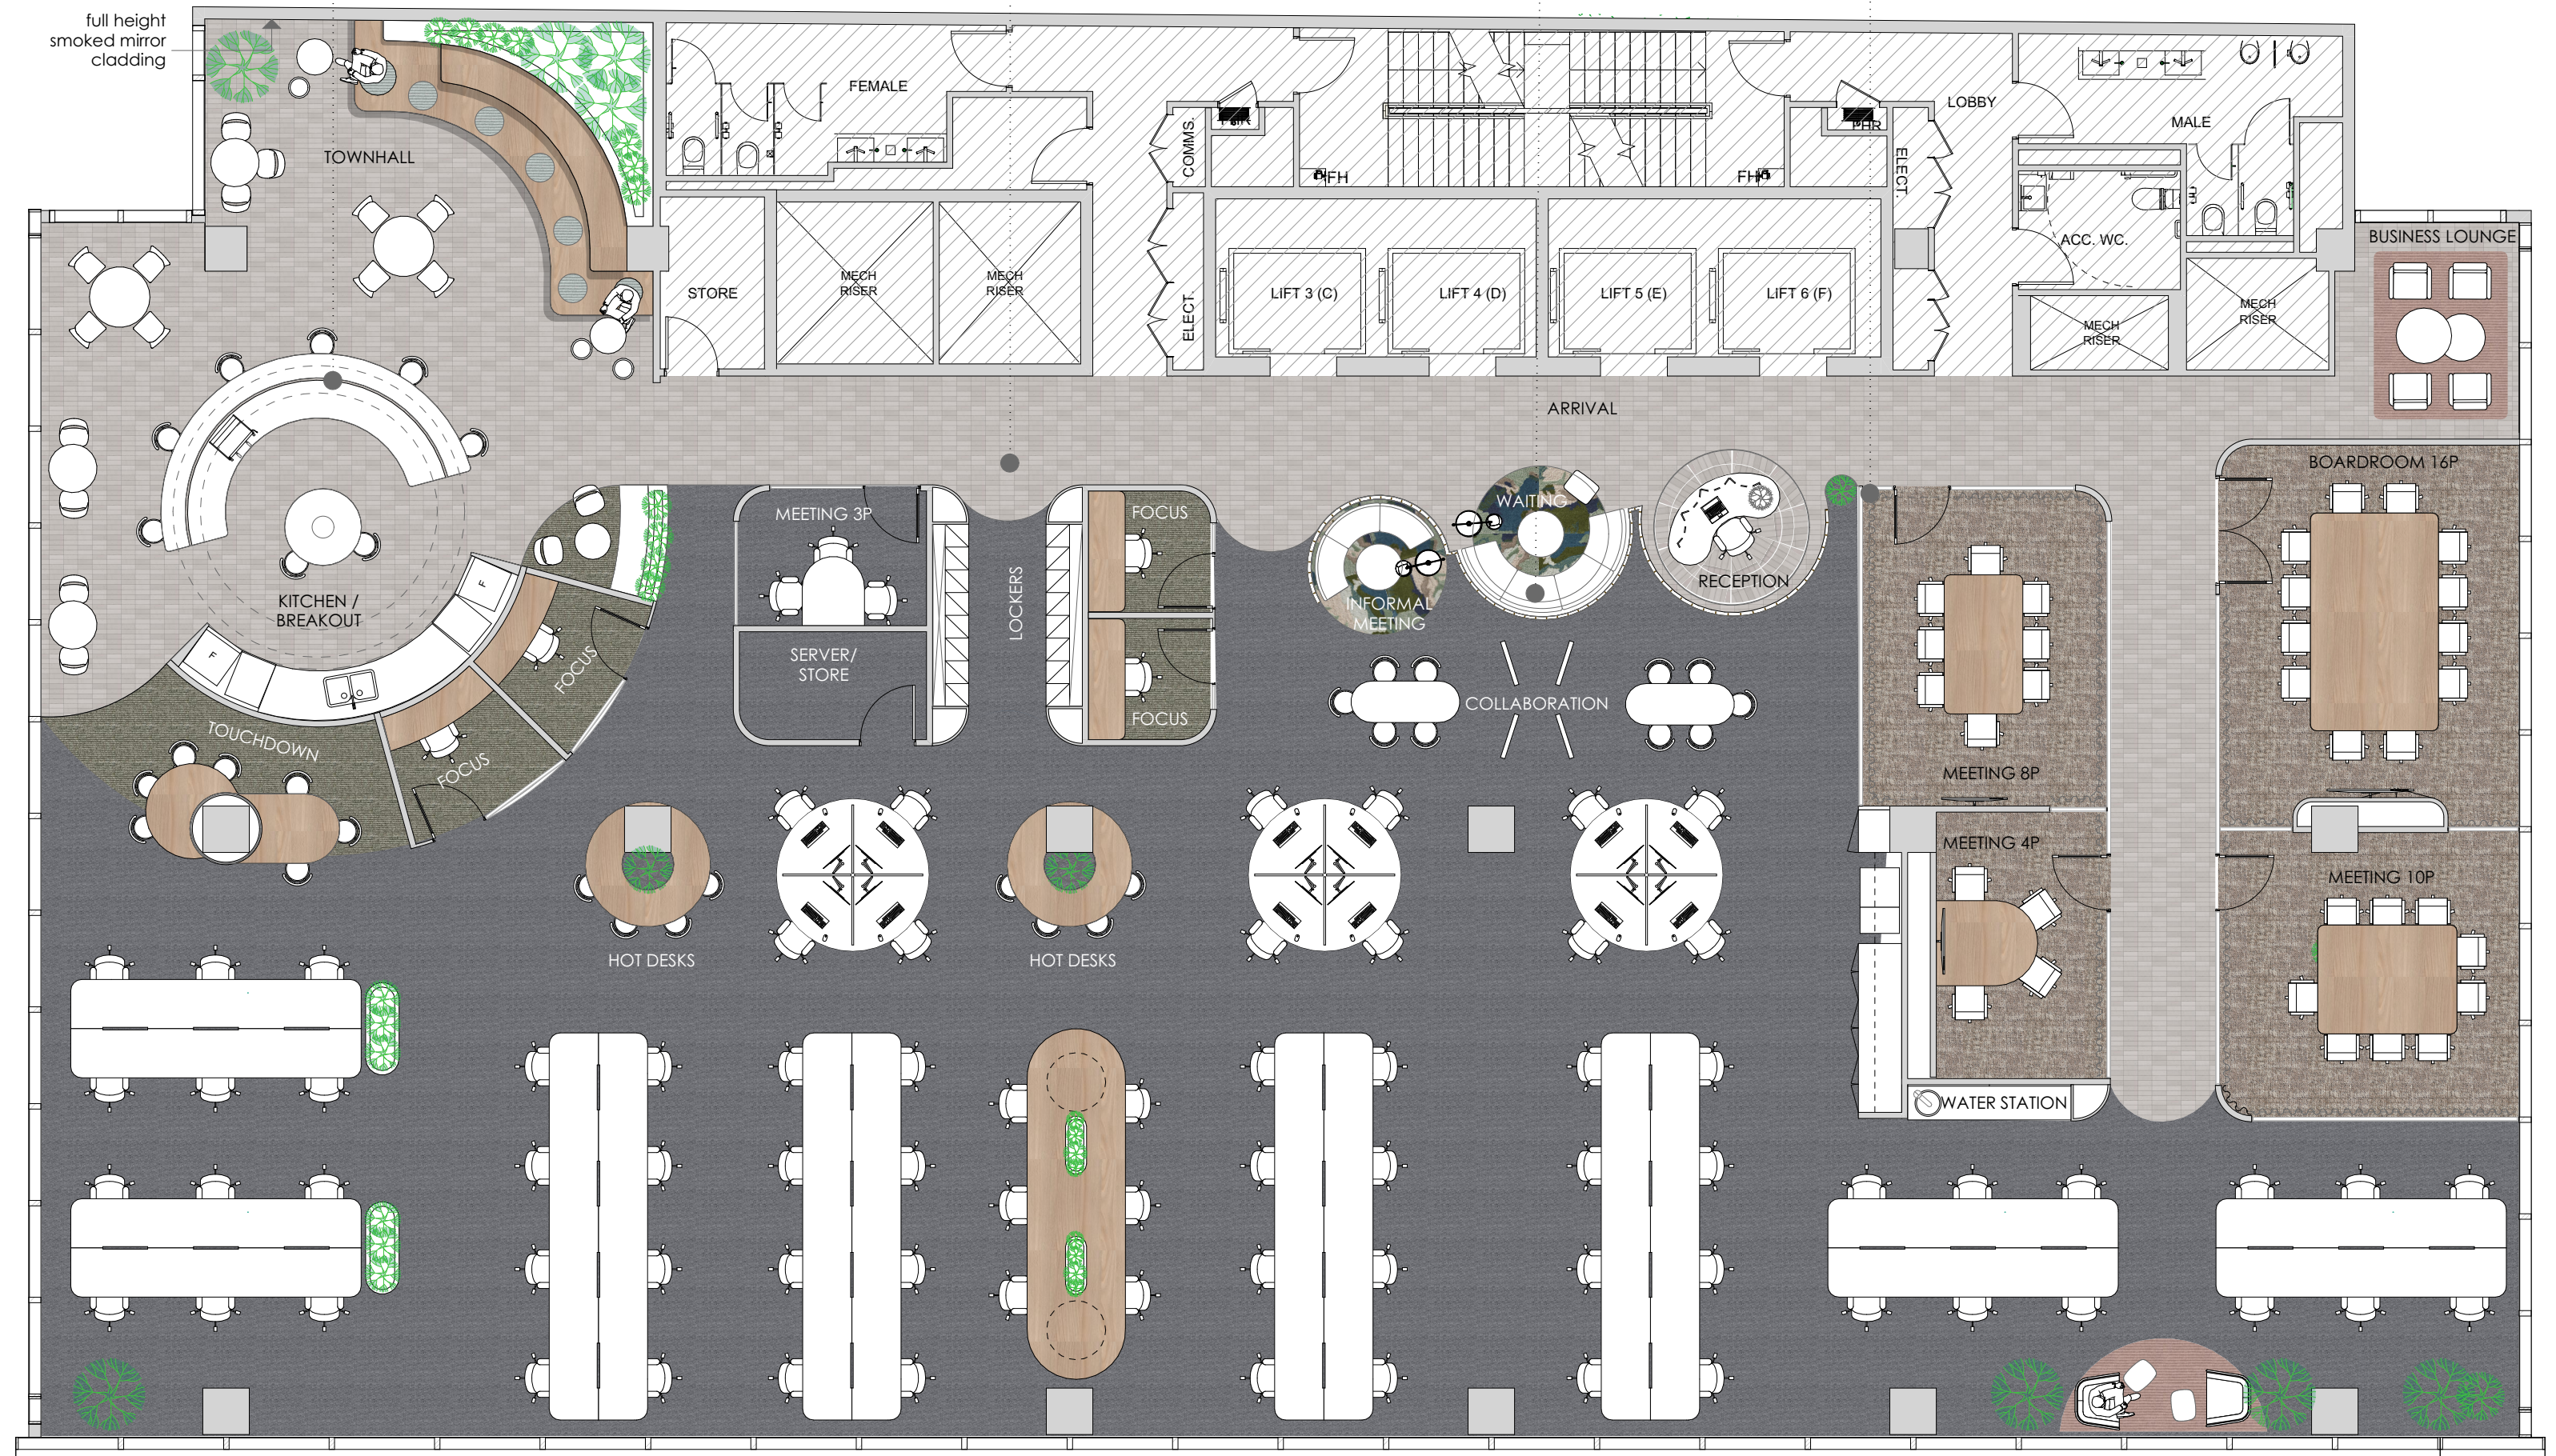 full height
smoked mirror
cladding
TOWNHALL
FEMALE
COMMS.
FH
FH
FHR
ELECT.
LOBBY
MALE
ACC. WC.
BUSINESS LOUNGE
STORE
MECH
RISER
MECH
RISER
ELECT.
LIFT 3 (C)
LIFT 4 (D)
LIFT 5 (E)
LIFT 6 (F)
MECH
RISER
MECH
RISER
ARRIVAL
BOARDROOM 16P
MEETING 3P
FOCUS
WAITING
RECEPTION
INFORMAL
MEETING
LOCKERS
F
KITCHEN /
BREAKOUT
F
FOCUS
SERVER/
STORE
FOCUS
COLLABORATION
TOUCHDOWN
FOCUS
MEETING 8P
MEETING 4P
MEETING 10P
HOT DESKS
HOT DESKS
WATER STATION